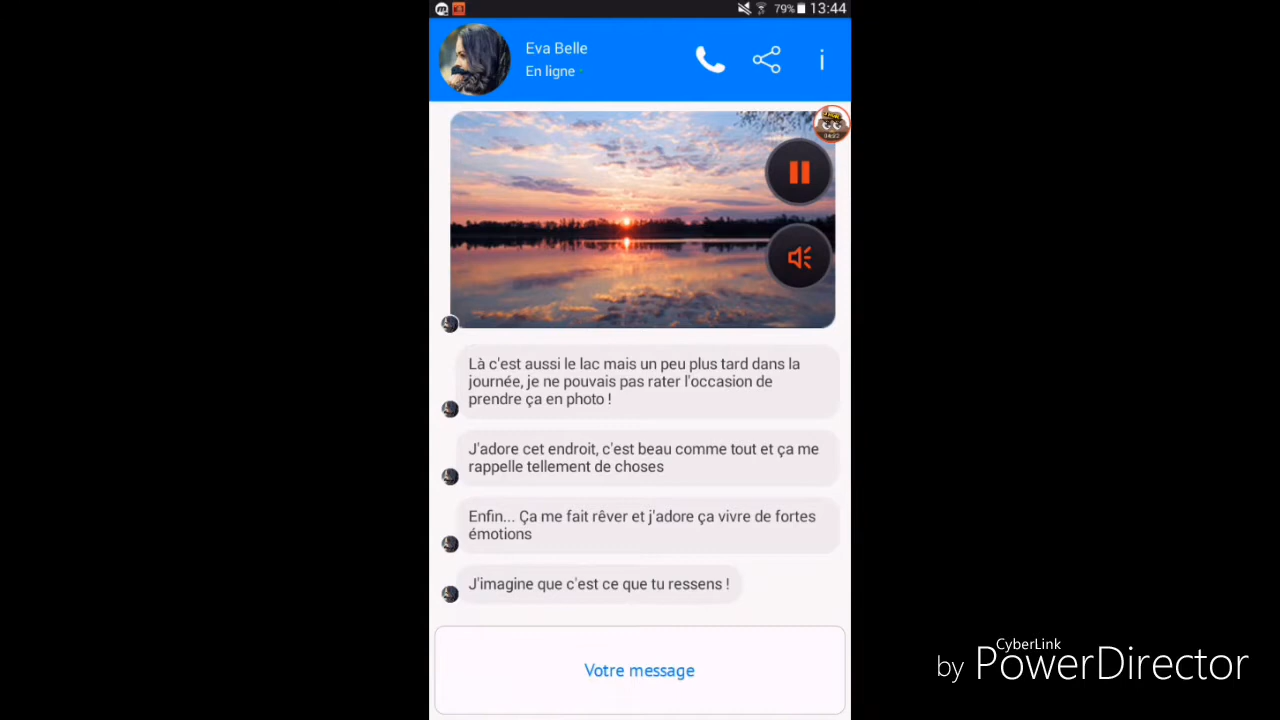 79% 13:44
Eva Belle
En ligne
i
Là c'est aussi le lac mais un peu plus tard dans la
journée, je ne pouvais pas rater l'occasion de
prendre ça en photo !
J'adore cet endroit, c'est beau comme tout et ça me
rappelle tellement de choses
Enfin... Ça me fait rêver et j'adore ça vivre de fortes
émotions
J'imagine que c'est ce que tu ressens !
Votre message
CyberLink
by PowerDirector